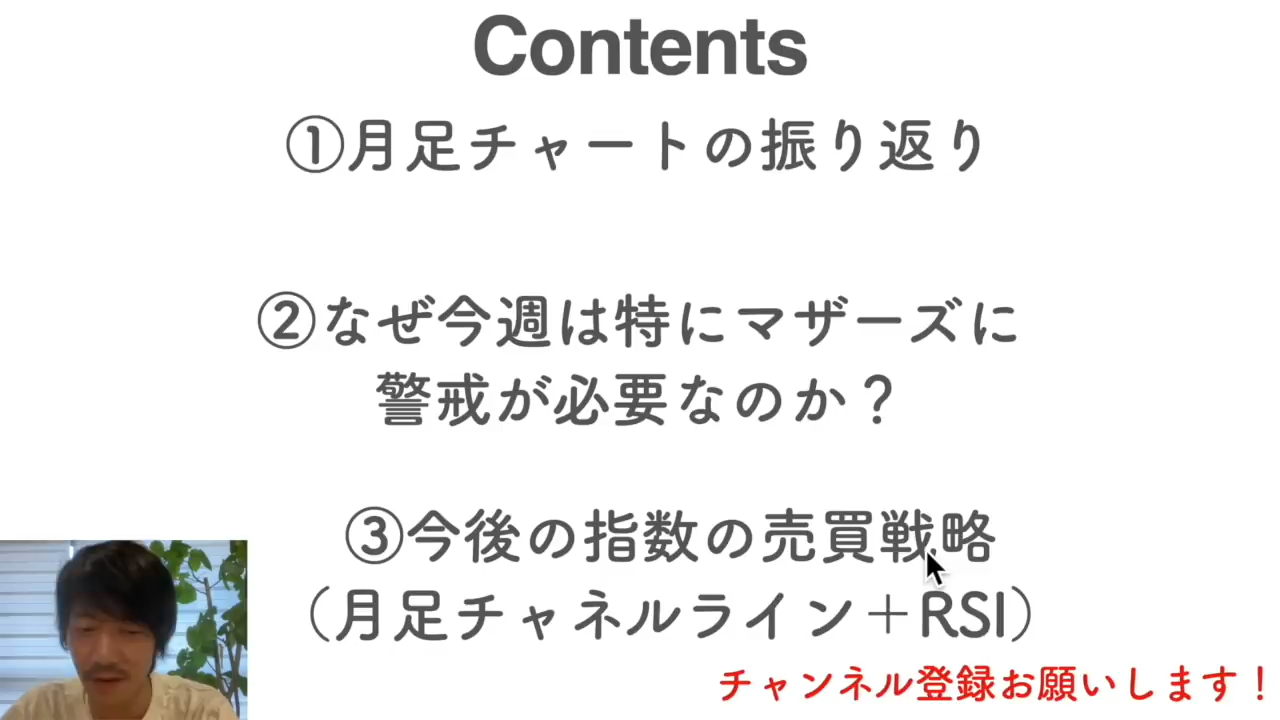 Contents
①月足チャートの振り返り
②なぜ今週は特にマザーズに
警戒が必要なのか？
③今後の指数の売買戦略
（月足チャネルライン＋RSI）
チャンネル登録お願いします！